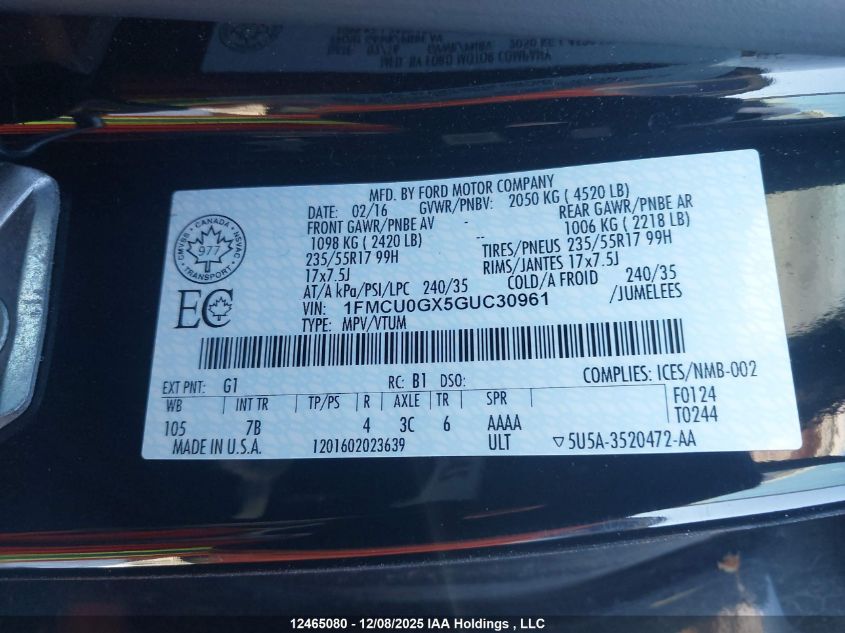 MFD. BY FORD MOTOR COMPANY
DATE: 02/16 GVWR/PNBV: 2050 KG ( 4520 LB)
FRONT GAWR/PNBE AV - REAR GAWR/PNBE AR
1098 KG ( 2420 LB) -- 1006 KG ( 2218 LB)
235/55R17 99H TIRES/PNEUS 235/55R17 99H
17x7.5J RIMS/JANTES 17x7.5J
AT/A kPa/PSI/LPC 240/35 COLD/A FROID 240/35
VIN: 1FMCU0GX5GUC30961 /JUMELEES
TYPE: MPV/VTUM
CMVSS CANADA NSVAC
977
TRANSPORT
EC
EXT PNT: G1 RC: B1 DSO: COMPLIES: ICES/NMB-002
WB INT TR TP/PS R AXLE TR SPR F0124
105 7B 4 3C 6 AAAA T0244
MADE IN U.S.A. 1201602023639 ULT ▽5U5A-3520472-AA
12465080 - 12/08/2025 IAA Holdings , LLC